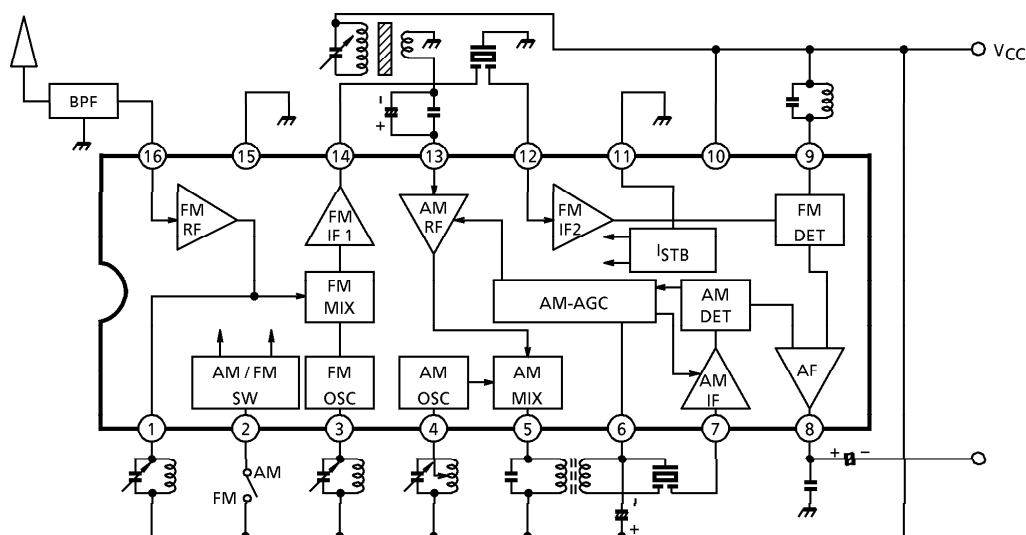 V_CC
BPF
16
15
14
13
12
11
10
9
FM
RF
FM
IF 1
AM
RF
FM
IF2
I_STB
FM
DET
FM
MIX
AM-AGC
AM
DET
AM / FM
SW
FM
OSC
AM
OSC
AM
MIX
AM
IF
AF
1
2
3
4
5
6
7
8
AM
FM
-
+
-
+
+
-